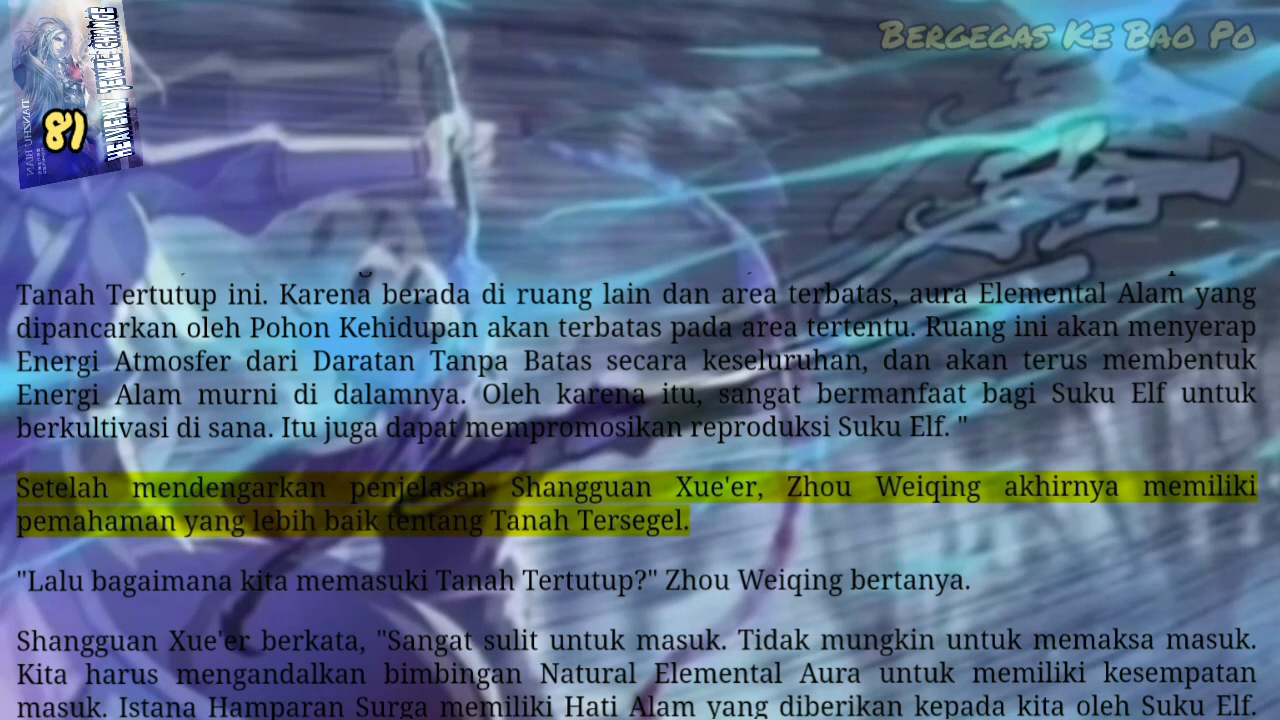 Bergegas Ke Bao Po
HEAVENLY JEWEL CHANGE
81
Tanah Tertutup ini. Karena berada di ruang lain dan area terbatas, aura Elemental Alam yang
dipancarkan oleh Pohon Kehidupan akan terbatas pada area tertentu. Ruang ini akan menyerap
Energi Atmosfer dari Daratan Tanpa Batas secara keseluruhan, dan akan terus membentuk
Energi Alam murni di dalamnya. Oleh karena itu, sangat bermanfaat bagi Suku Elf untuk
berkultivasi di sana. Itu juga dapat mempromosikan reproduksi Suku Elf. "
Setelah mendengarkan penjelasan Shangguan Xue'er, Zhou Weiqing akhirnya memiliki
pemahaman yang lebih baik tentang Tanah Tersegel.
"Lalu bagaimana kita memasuki Tanah Tertutup?" Zhou Weiqing bertanya.
Shangguan Xue'er berkata, "Sangat sulit untuk masuk. Tidak mungkin untuk memaksa masuk.
Kita harus mengandalkan bimbingan Natural Elemental Aura untuk memiliki kesempatan
masuk. Istana Hamparan Surga memiliki Hati Alam yang diberikan kepada kita oleh Suku Elf.